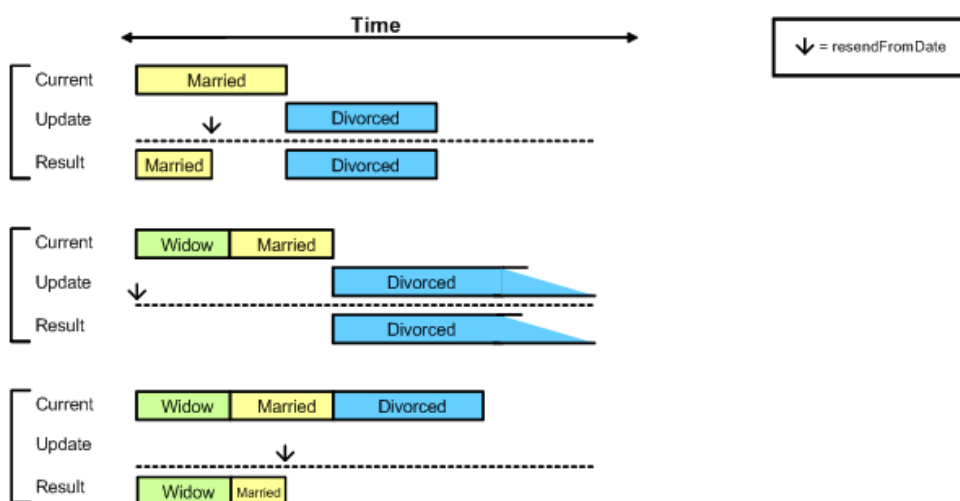 Time
= resendFromDate
Current Married
Update Divorced
Result Married Divorced
Current Widow Married
Update Divorced
Result Divorced
Current Widow Married Divorced
Update
Result Widow Married